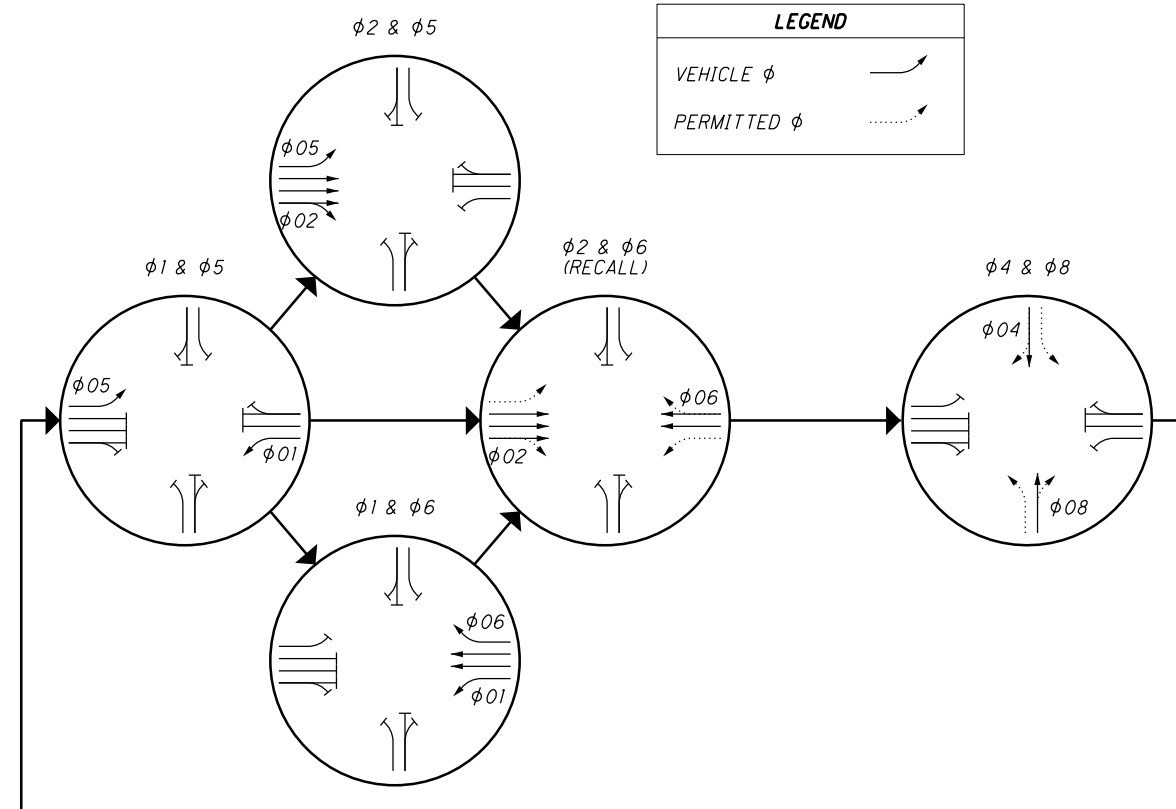 LEGEND
VEHICLE ϕ
PERMITTED ϕ
ϕ2 & ϕ5
ϕ05
ϕ02
ϕ1 & ϕ5
ϕ05
ϕ01
ϕ2 & ϕ6
(RECALL)
ϕ06
ϕ02
ϕ1 & ϕ6
ϕ06
ϕ01
ϕ4 & ϕ8
ϕ04
ϕ08